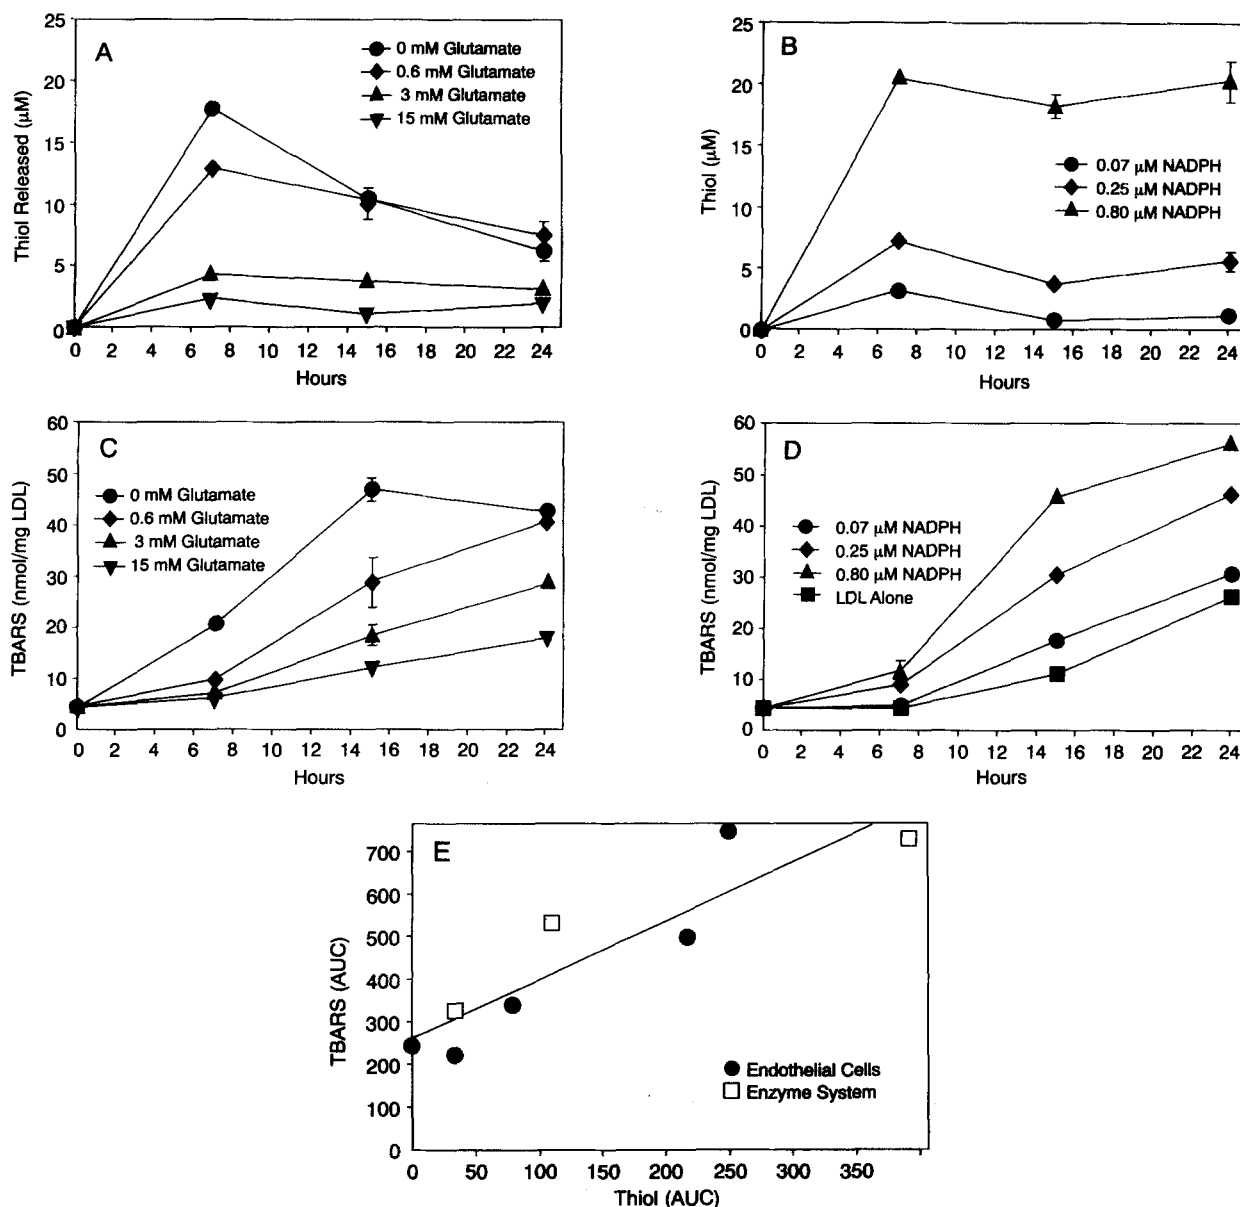 A
0 mM Glutamate
0.6 mM Glutamate
3 mM Glutamate
15 mM Glutamate
Thiol Released (μM)
25
20
15
10
5
0
0 2 4 6 8 10 12 14 16 18 20 22 24
Hours
B
0.07 μM NADPH
0.25 μM NADPH
0.80 μM NADPH
Thiol (μM)
25
20
15
10
5
0
0 2 4 6 8 10 12 14 16 18 20 22 24
Hours
C
0 mM Glutamate
0.6 mM Glutamate
3 mM Glutamate
15 mM Glutamate
TBARS (nmol/mg LDL)
60
50
40
30
20
10
0
0 2 4 6 8 10 12 14 16 18 20 22 24
Hours
D
0.07 μM NADPH
0.25 μM NADPH
0.80 μM NADPH
LDL Alone
TBARS (nmol/mg LDL)
60
50
40
30
20
10
0
0 2 4 6 8 10 12 14 16 18 20 22 24
Hours
E
TBARS (AUC)
700
600
500
400
300
200
100
0
Endothelial Cells
Enzyme System
0 50 100 150 200 250 300 350
Thiol (AUC)